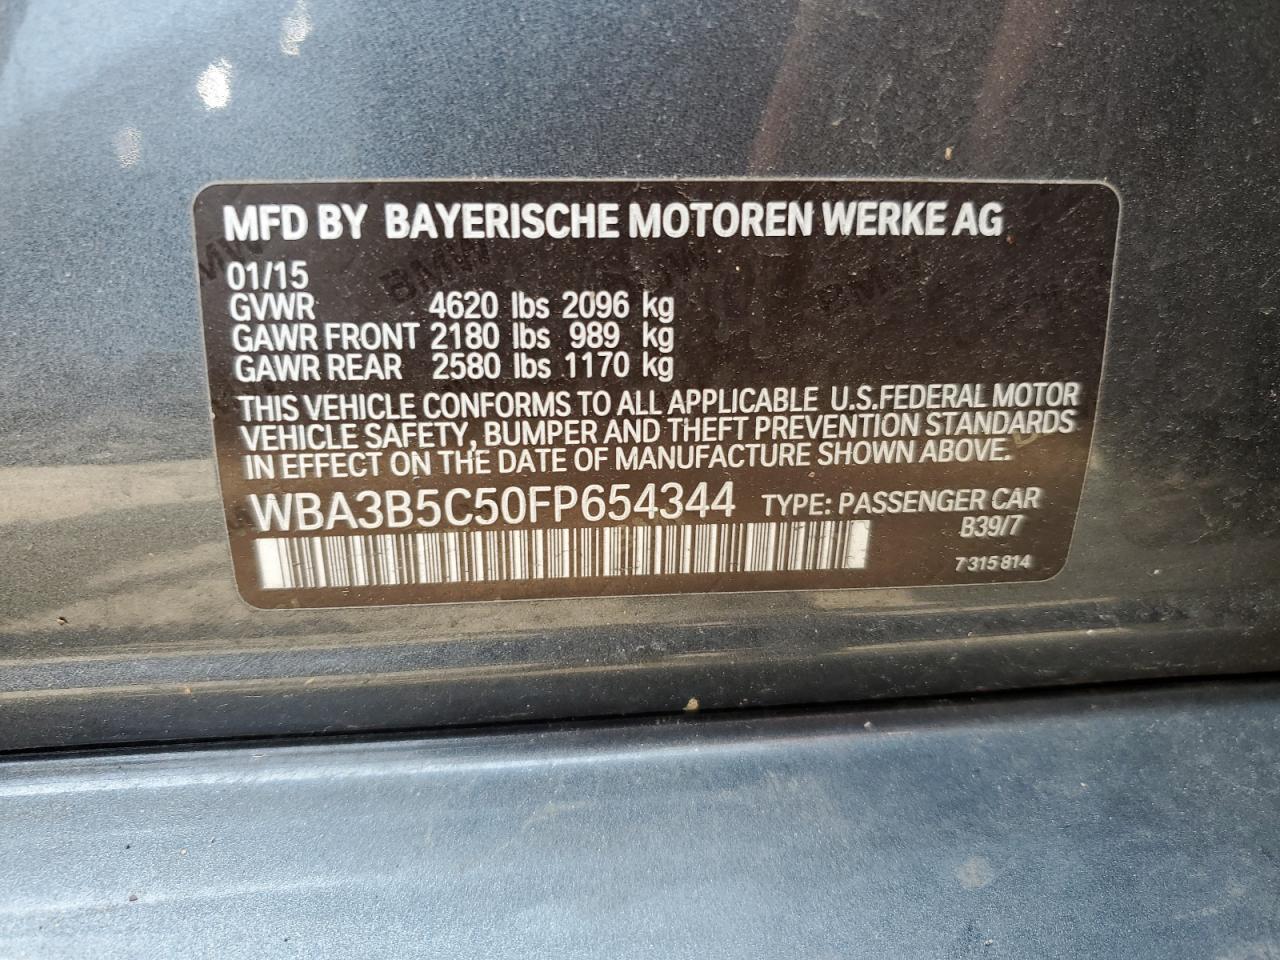 MFD BY BAYERISCHE MOTOREN WERKE AG
01/15
GVWR 4620 lbs 2096 kg
GAWR FRONT 2180 lbs 989 kg
GAWR REAR 2580 lbs 1170 kg
THIS VEHICLE CONFORMS TO ALL APPLICABLE U.S.FEDERAL MOTOR
VEHICLE SAFETY, BUMPER AND THEFT PREVENTION STANDARDS
IN EFFECT ON THE DATE OF MANUFACTURE SHOWN ABOVE.
WBA3B5C50FP654344 TYPE: PASSENGER CAR
B39/7
7 315 814